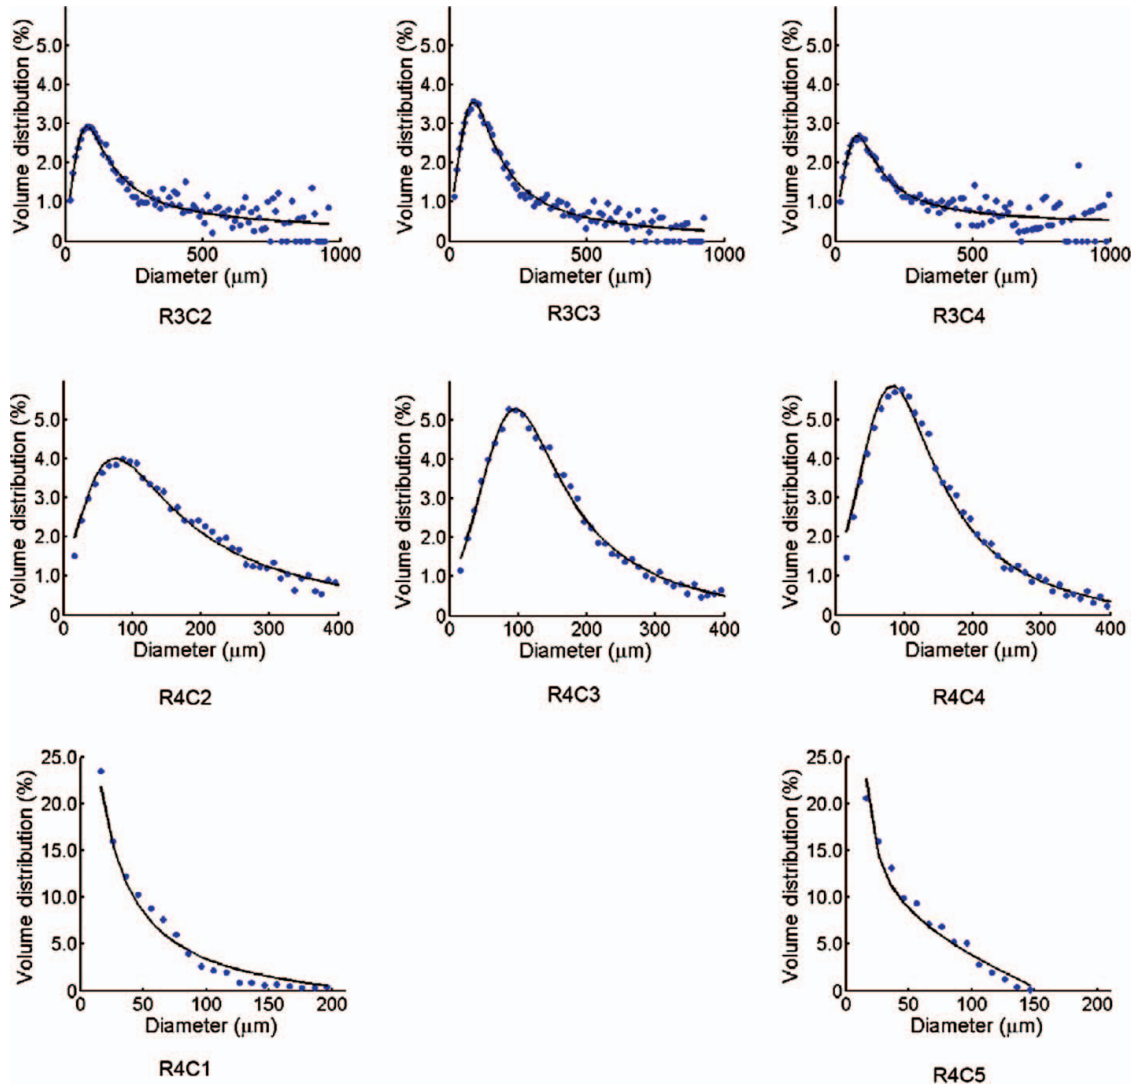 Volume distribution (%)
5.0
4.0
3.0
2.0
1.0
0
0 500 1000
Diameter (μm)
R3C2
Volume distribution (%)
5.0
4.0
3.0
2.0
1.0
0
0 500 1000
Diameter (μm)
R3C3
Volume distribution (%)
5.0
4.0
3.0
2.0
1.0
0
0 500 1000
Diameter (μm)
R3C4
Volume distribution (%)
5.0
4.0
3.0
2.0
1.0
0
0 100 200 300 400
Diameter (μm)
R4C2
Volume distribution (%)
5.0
4.0
3.0
2.0
1.0
0
0 100 200 300 400
Diameter (μm)
R4C3
Volume distribution (%)
5.0
4.0
3.0
2.0
1.0
0
0 100 200 300 400
Diameter (μm)
R4C4
Volume distribution (%)
25.0
20.0
15.0
10.0
5.0
0
0 50 100 150 200
Diameter (μm)
R4C1
Volume distribution (%)
25.0
20.0
15.0
10.0
5.0
0
0 50 100 150 200
Diameter (μm)
R4C5